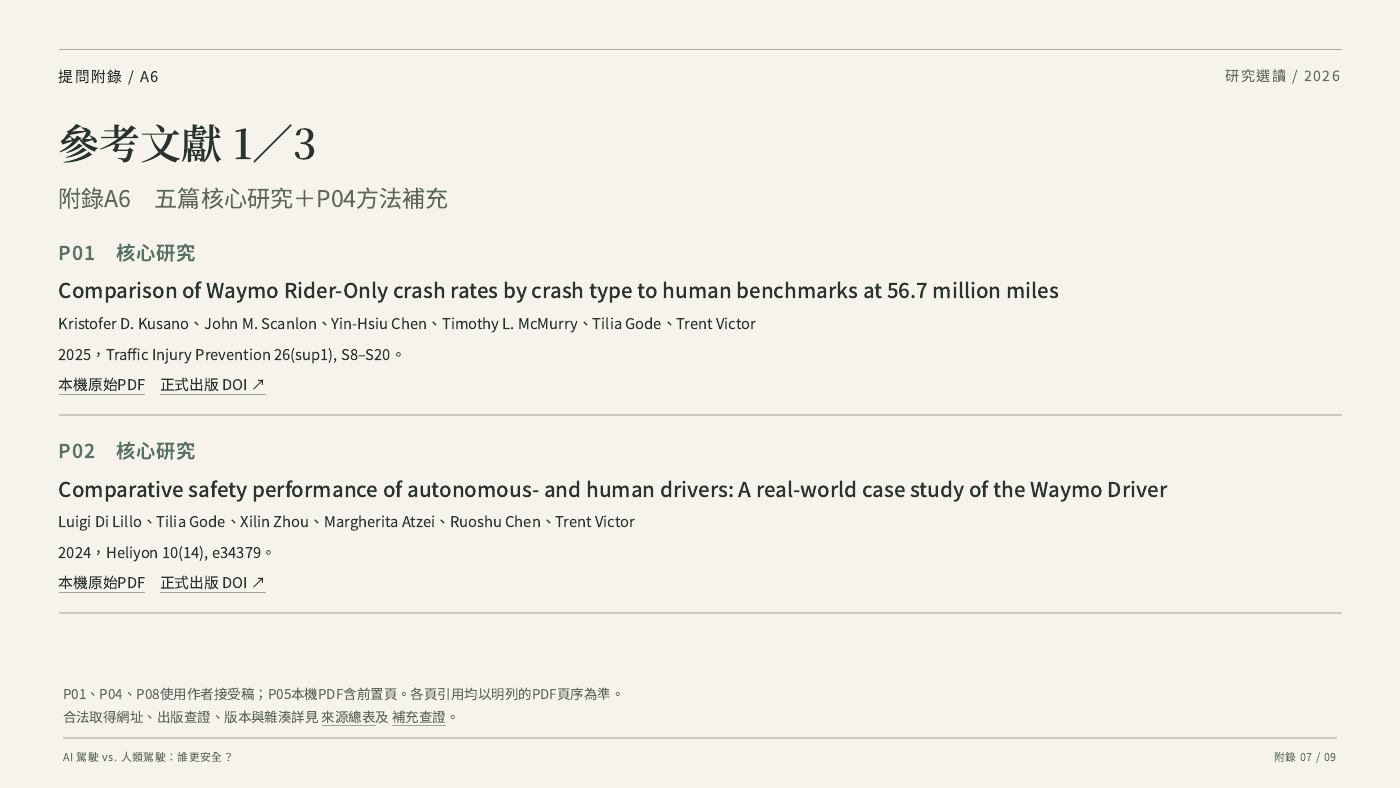 提問附錄 / A6
研究選讀 / 2026
參考文獻 1／3
附錄A6　五篇核心研究＋P04方法補充
P01　核心研究
Comparison of Waymo Rider-Only crash rates by crash type to human benchmarks at 56.7 million miles
Kristofer D. Kusano、John M. Scanlon、Yin-Hsiu Chen、Timothy L. McMurry、Tilia Gode、Trent Victor
2025，Traffic Injury Prevention 26(sup1), S8–S20。
本機原始PDF　正式出版 DOI ↗
P02　核心研究
Comparative safety performance of autonomous- and human drivers: A real-world case study of the Waymo Driver
Luigi Di Lillo、Tilia Gode、Xilin Zhou、Margherita Atzei、Ruoshu Chen、Trent Victor
2024，Heliyon 10(14), e34379。
本機原始PDF　正式出版 DOI ↗
P01、P04、P08使用作者接受稿；P05本機PDF含前置頁。各頁引用均以明列的PDF頁序為準。
合法取得網址、出版查證、版本與雜湊詳見 來源總表及 補充查證。
AI 駕駛 vs. 人類駕駛：誰更安全？
附錄 07 / 09